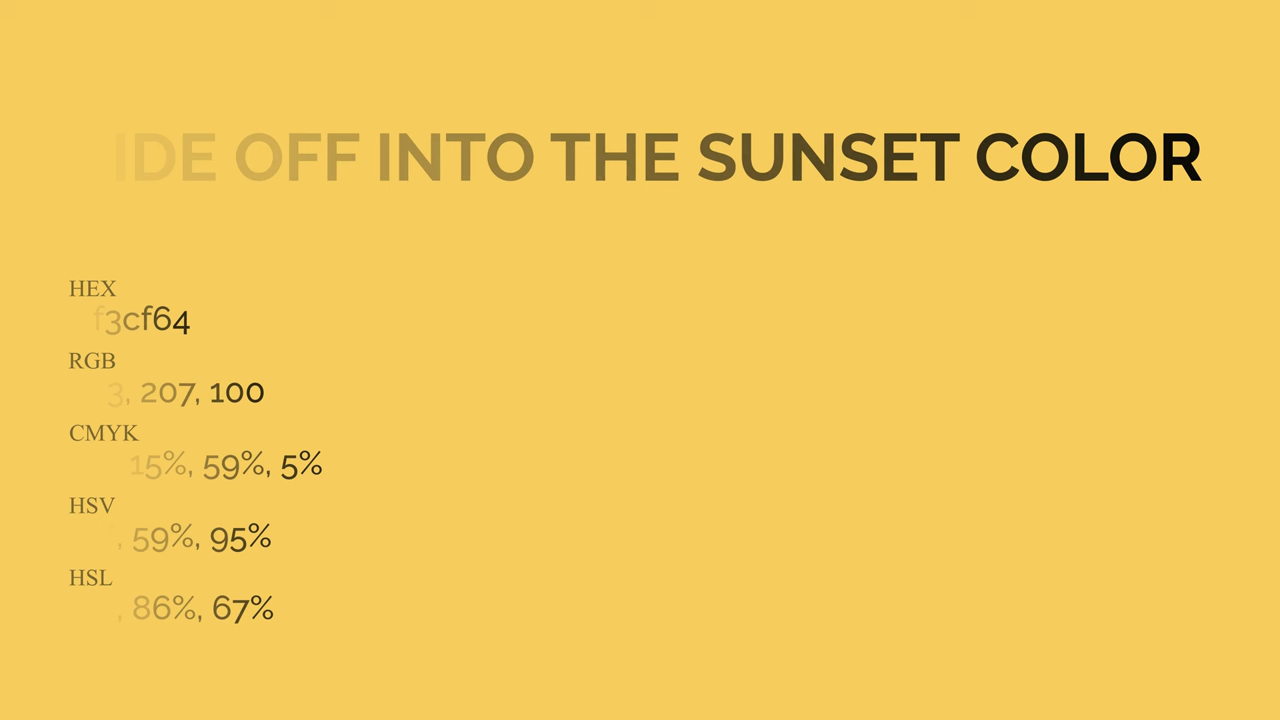 IDE OFF INTO THE SUNSET COLOR
HEX
f3cf64
RGB
3, 207, 100
CMYK
15%, 59%, 5%
HSV
, 59%, 95%
HSL
, 86%, 67%